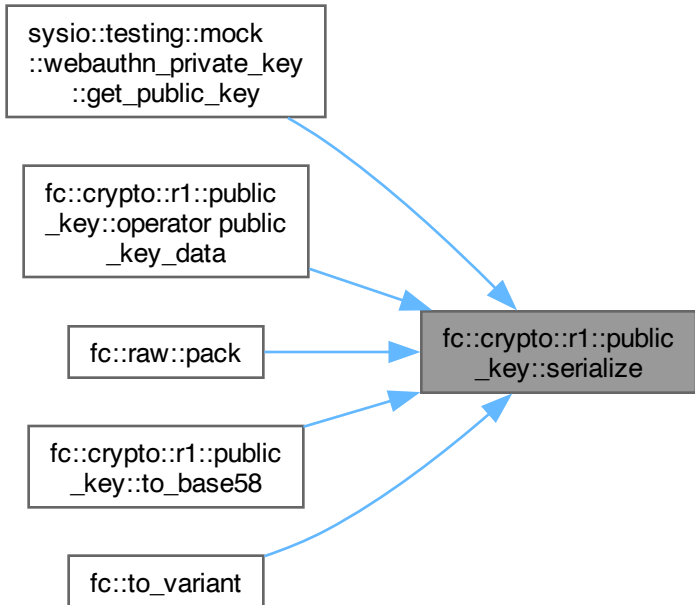 sysio::testing::mock
::webauthn_private_key
::get_public_key
fc::crypto::r1::public
_key::operator public
_key_data
fc::raw::pack
fc::crypto::r1::public
_key::serialize
fc::crypto::r1::public
_key::to_base58
fc::to_variant